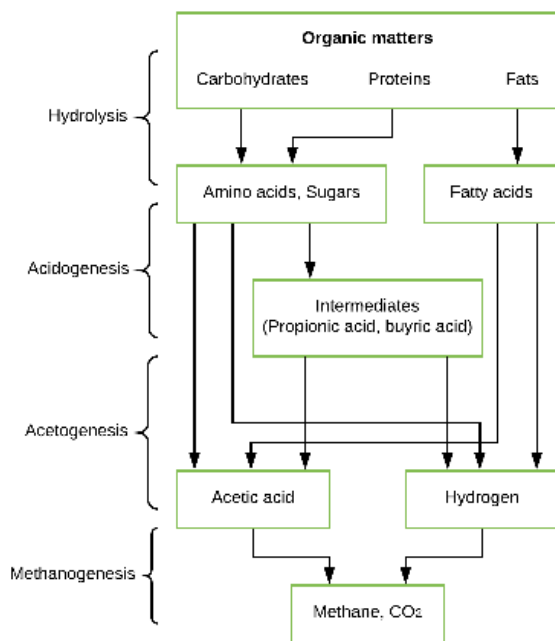 Organic matters
Carbohydrates Proteins Fats
Hydrolysis
Amino acids, Sugars Fatty acids
Acidogenesis
Intermediates
(Propionic acid, buyric acid)
Acetogenesis
Acetic acid Hydrogen
Methanogenesis
Methane, CO2